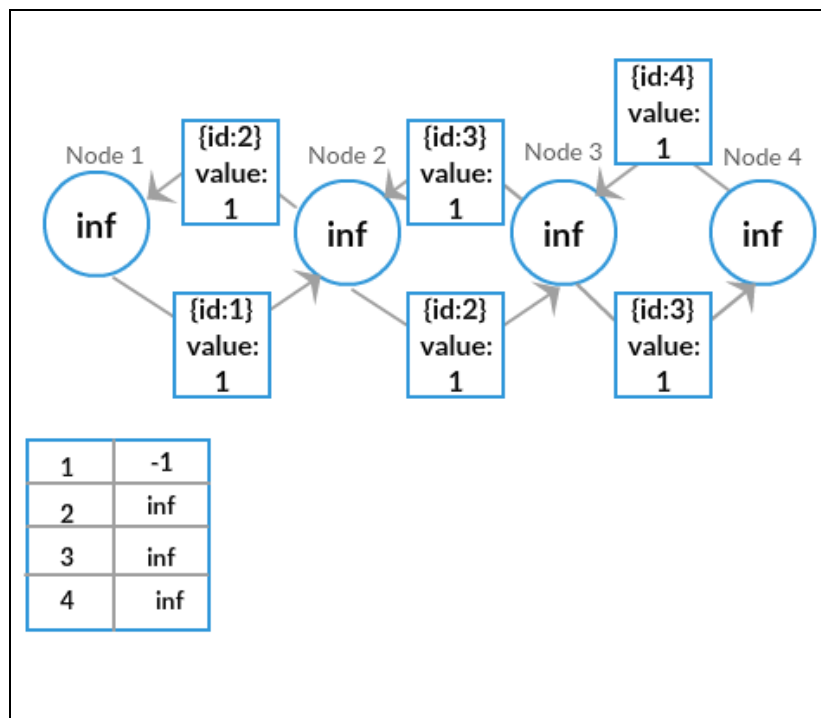 {id:4}
value:
1
Node 1
{id:2}
value:
1
Node 2
{id:3}
value:
1
Node 3
Node 4
inf
inf
inf
inf
{id:1}
value:
1
{id:2}
value:
1
{id:3}
value:
1
1 -1
2 inf
3 inf
4 inf